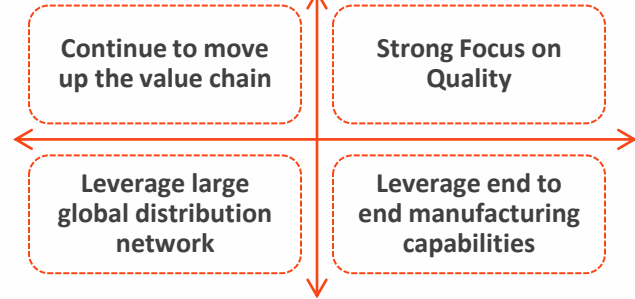 Continue to move
up the value chain
Strong Focus on
Quality
Leverage large
global distribution
network
Leverage end to
end manufacturing
capabilities